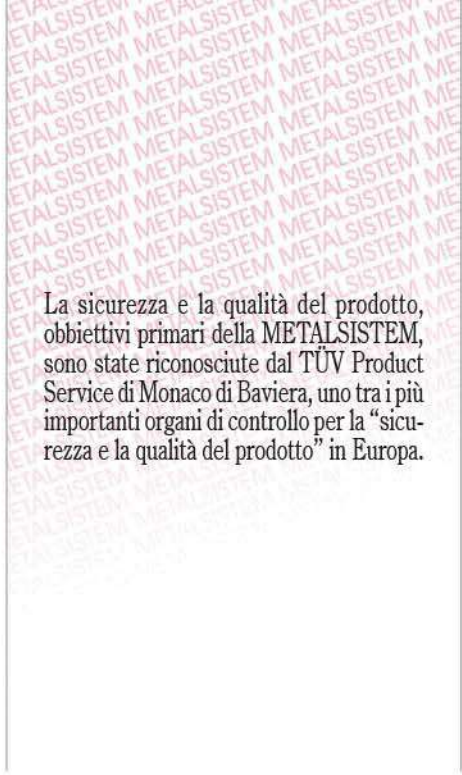 La sicurezza e la qualità del prodotto,
obbiettivi primari della METALSISTEM,
sono state riconosciute dal TÜV Product
Service di Monaco di Baviera, uno tra i più
importanti organi di controllo per la “sicu-
rezza e la qualità del prodotto” in Europa.